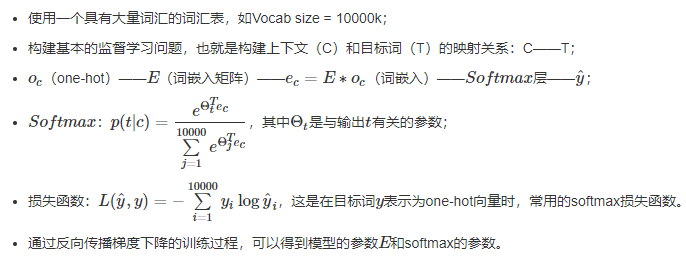 使用一个具有大量词汇的词汇表，如Vocab size = 10000k；
构建基本的监督学习问题，也就是构建上下文（C）和目标词（T）的映射关系：C——T；
$o_c$（one-hot）——$E$（词嵌入矩阵）——$e_c = E * o_c$（词嵌入）——$Softmax$层——$\hat{y}$；
$Softmax$：$p(t|c) = \frac{e^{\Theta_t^T e_c}}{\sum_{j=1}^{10000} e^{\Theta_j^T e_c}}$，其中$\Theta_t$是与输出$t$有关的参数；
损失函数：$L(\hat{y}, y) = -\sum_{i=1}^{10000} y_i \log \hat{y}_i$，这是在目标词$y$表示为one-hot向量时，常用的softmax损失函数。
通过反向传播梯度下降的训练过程，可以得到模型的参数$E$和softmax的参数。